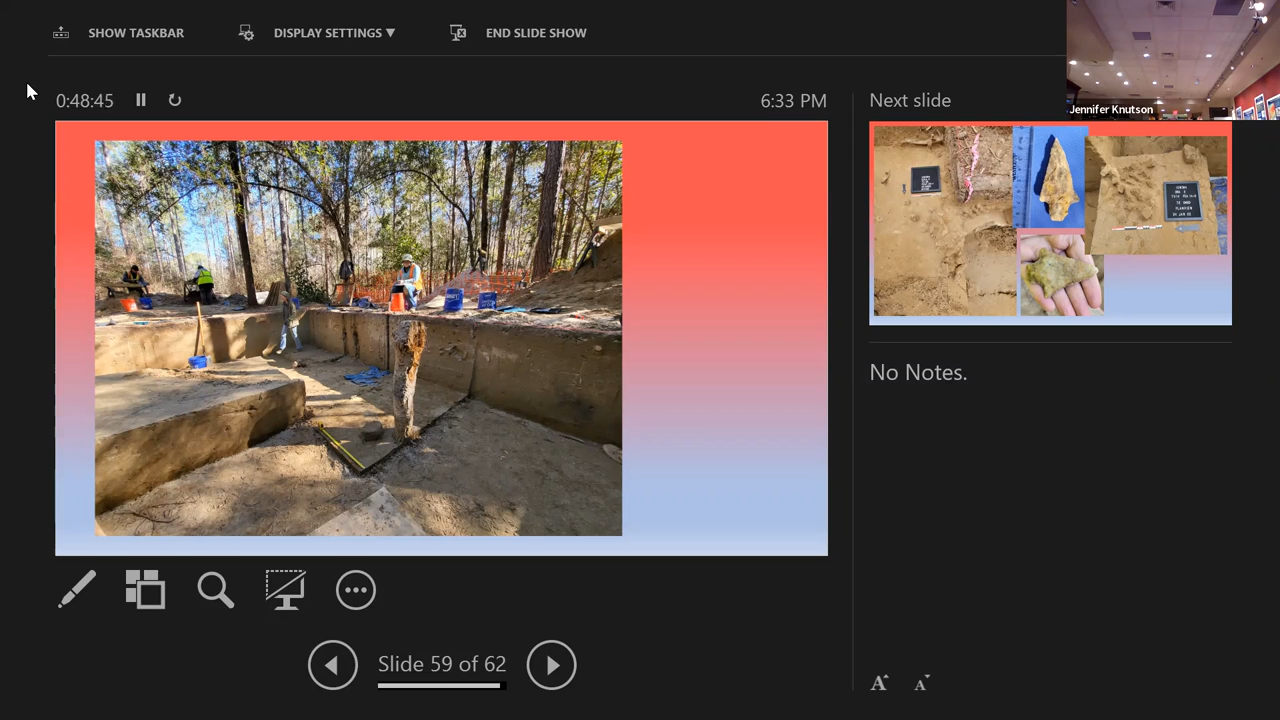 SHOW TASKBAR
DISPLAY SETTINGS ▼
END SLIDE SHOW
Jennifer Knutson
0:48:45
6:33 PM
Next slide
No Notes.
Slide 59 of 62
A
A